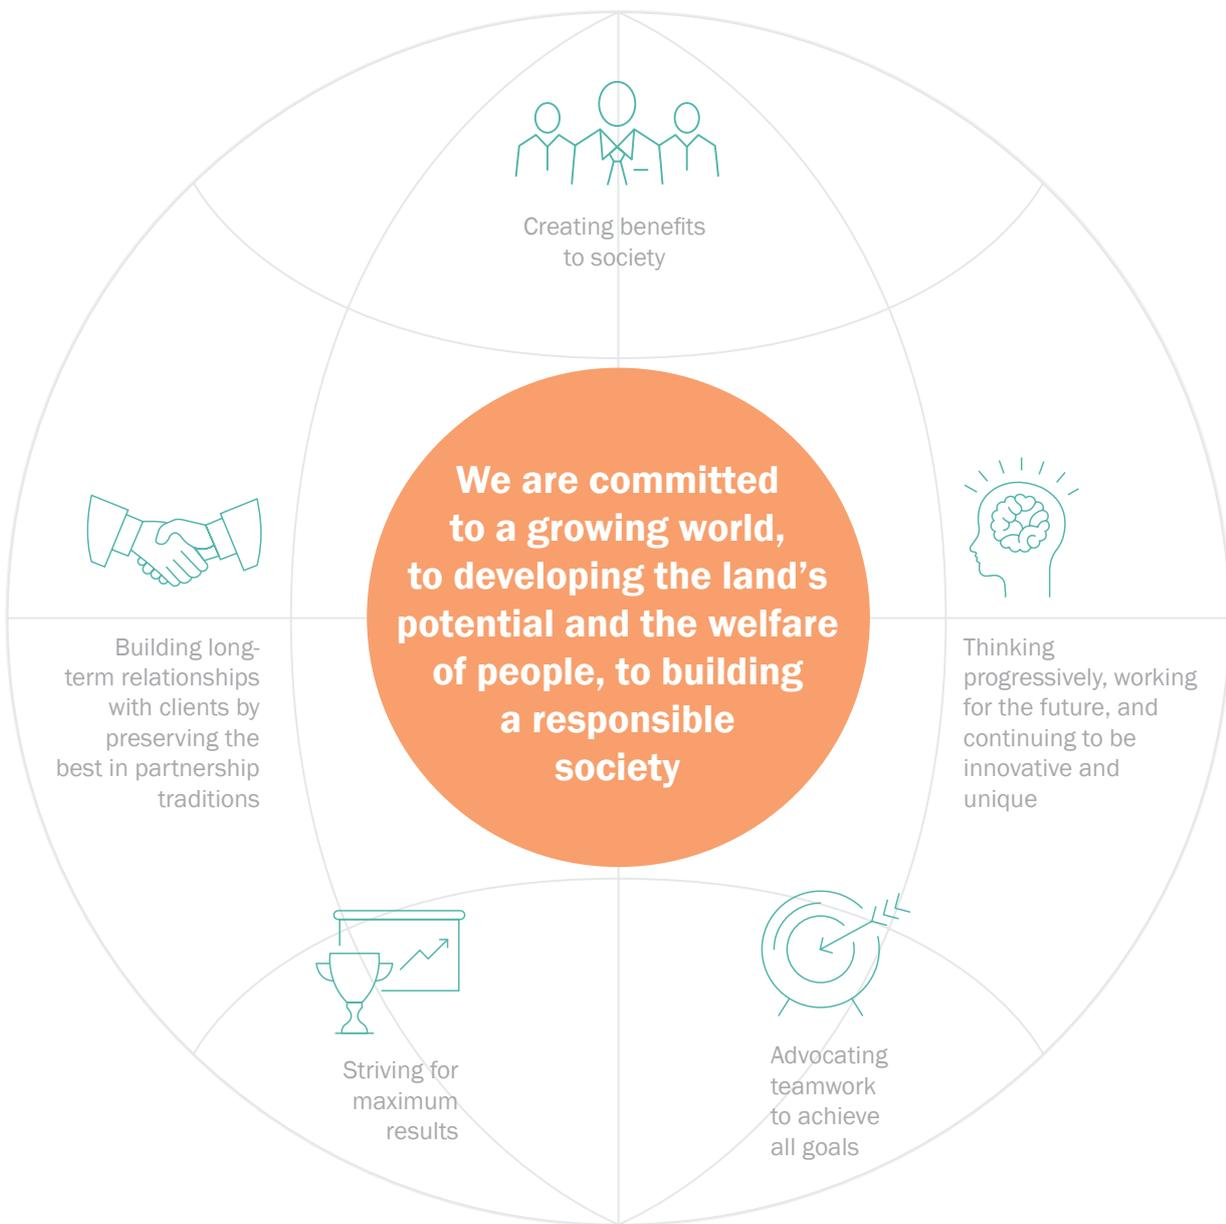 Creating benefits
to society
We are committed
to a growing world,
to developing the land’s
potential and the welfare
of people, to building
a responsible
society
Building long-
term relationships
with clients by
preserving the
best in partnership
traditions
Thinking
progressively, working
for the future, and
continuing to be
innovative and
unique
Striving for
maximum
results
Advocating
teamwork
to achieve
all goals